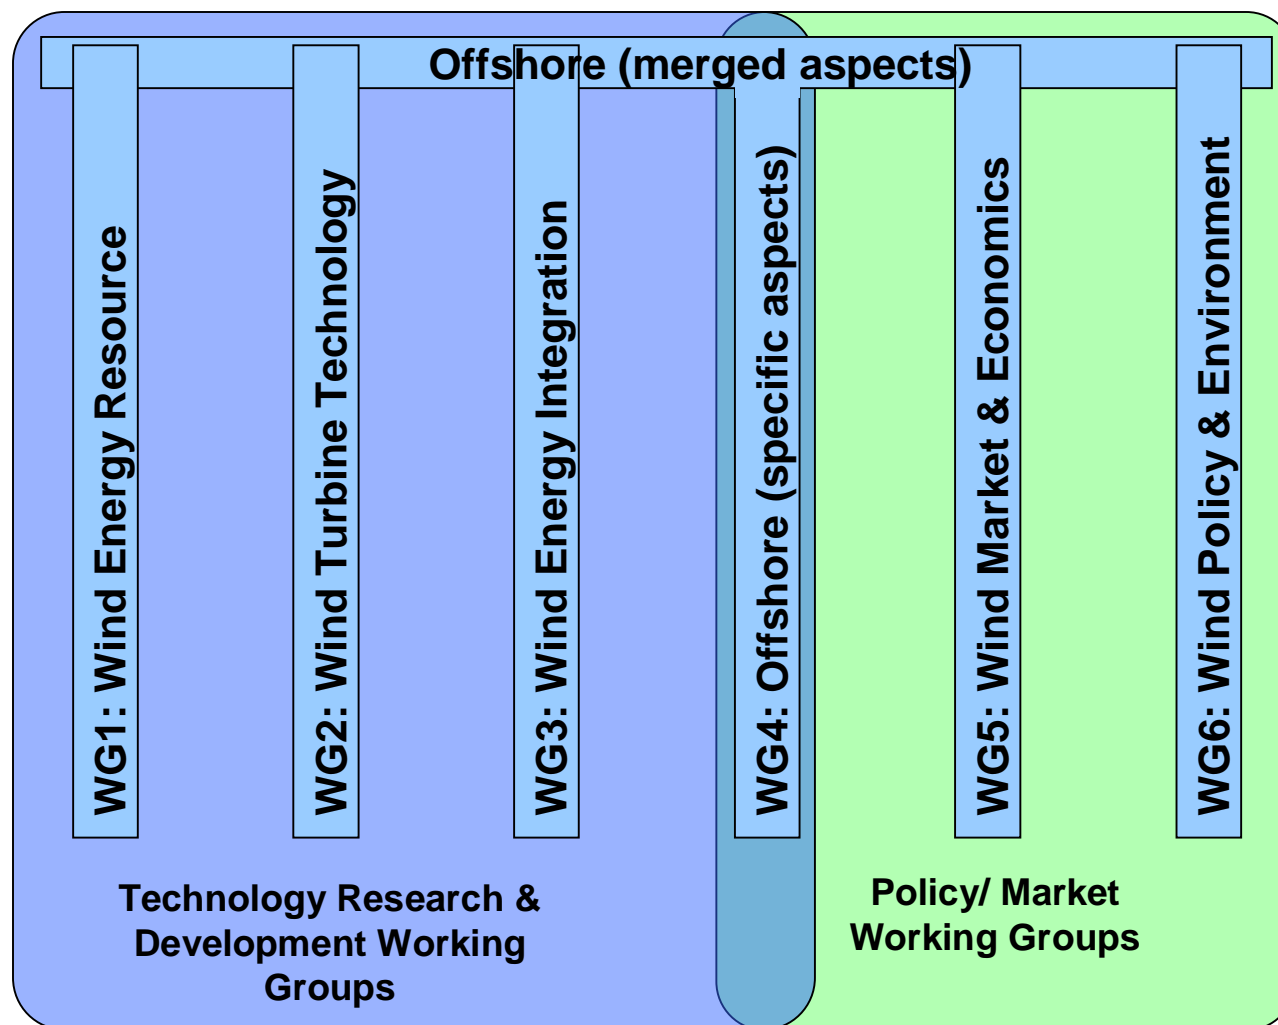 Offshore (merged aspects)
WG1: Wind Energy Resource
WG2: Wind Turbine Technology
WG3: Wind Energy Integration
WG4: Offshore (specific aspects)
WG5: Wind Market & Economics
WG6: Wind Policy & Environment
Technology Research &
Development Working
Groups
Policy/ Market
Working Groups